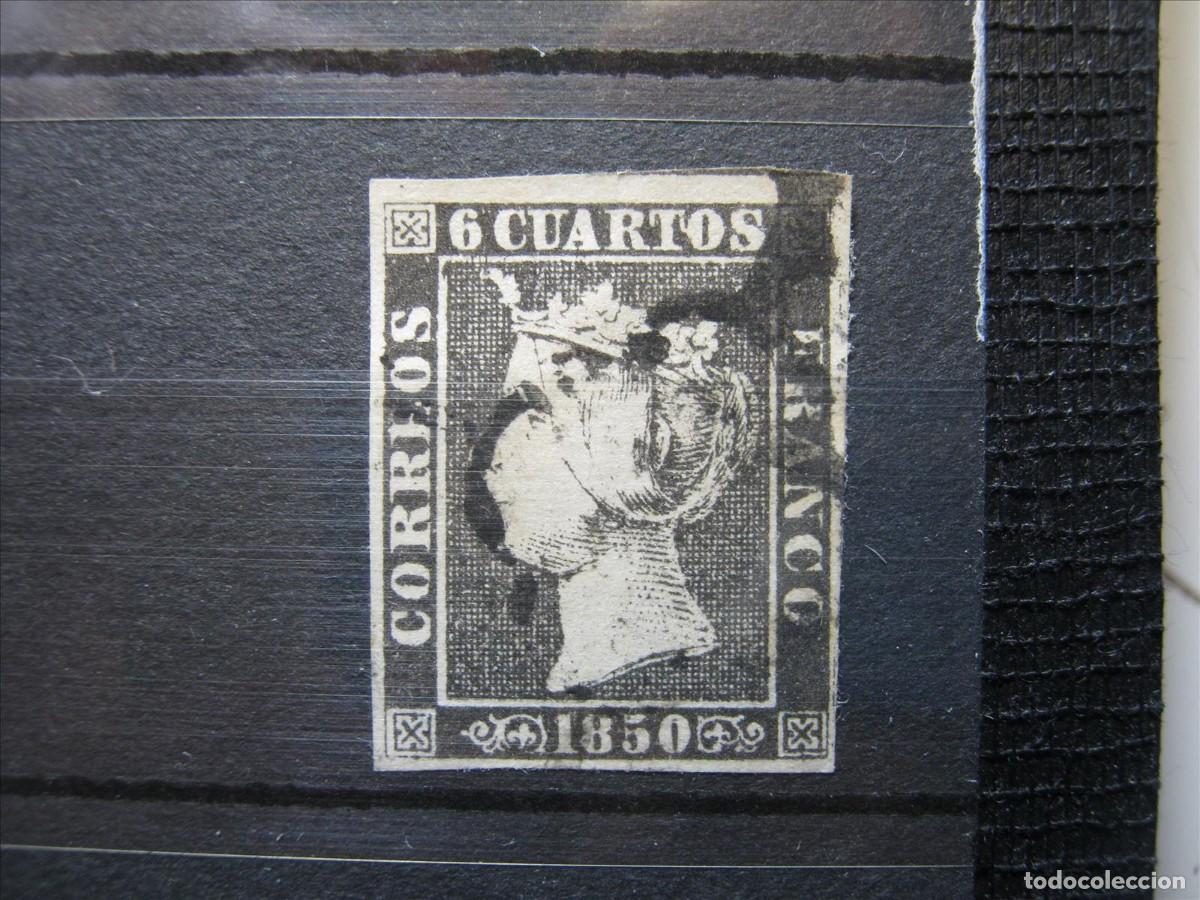 6 CUARTOS
CORREOS
FRANCO
1850
todocoleccion